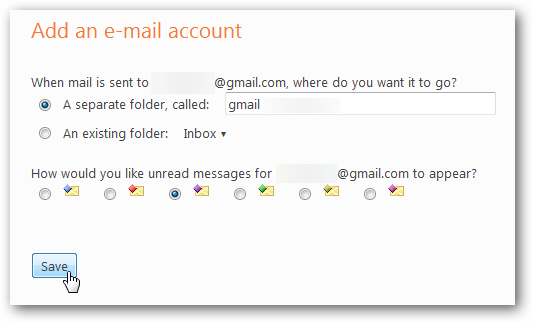 Add an e-mail account
When mail is sent to @gmail.com, where do you want it to go?
A separate folder, called: gmail
An existing folder: Inbox ▾
How would you like unread messages for @gmail.com to appear?
Save